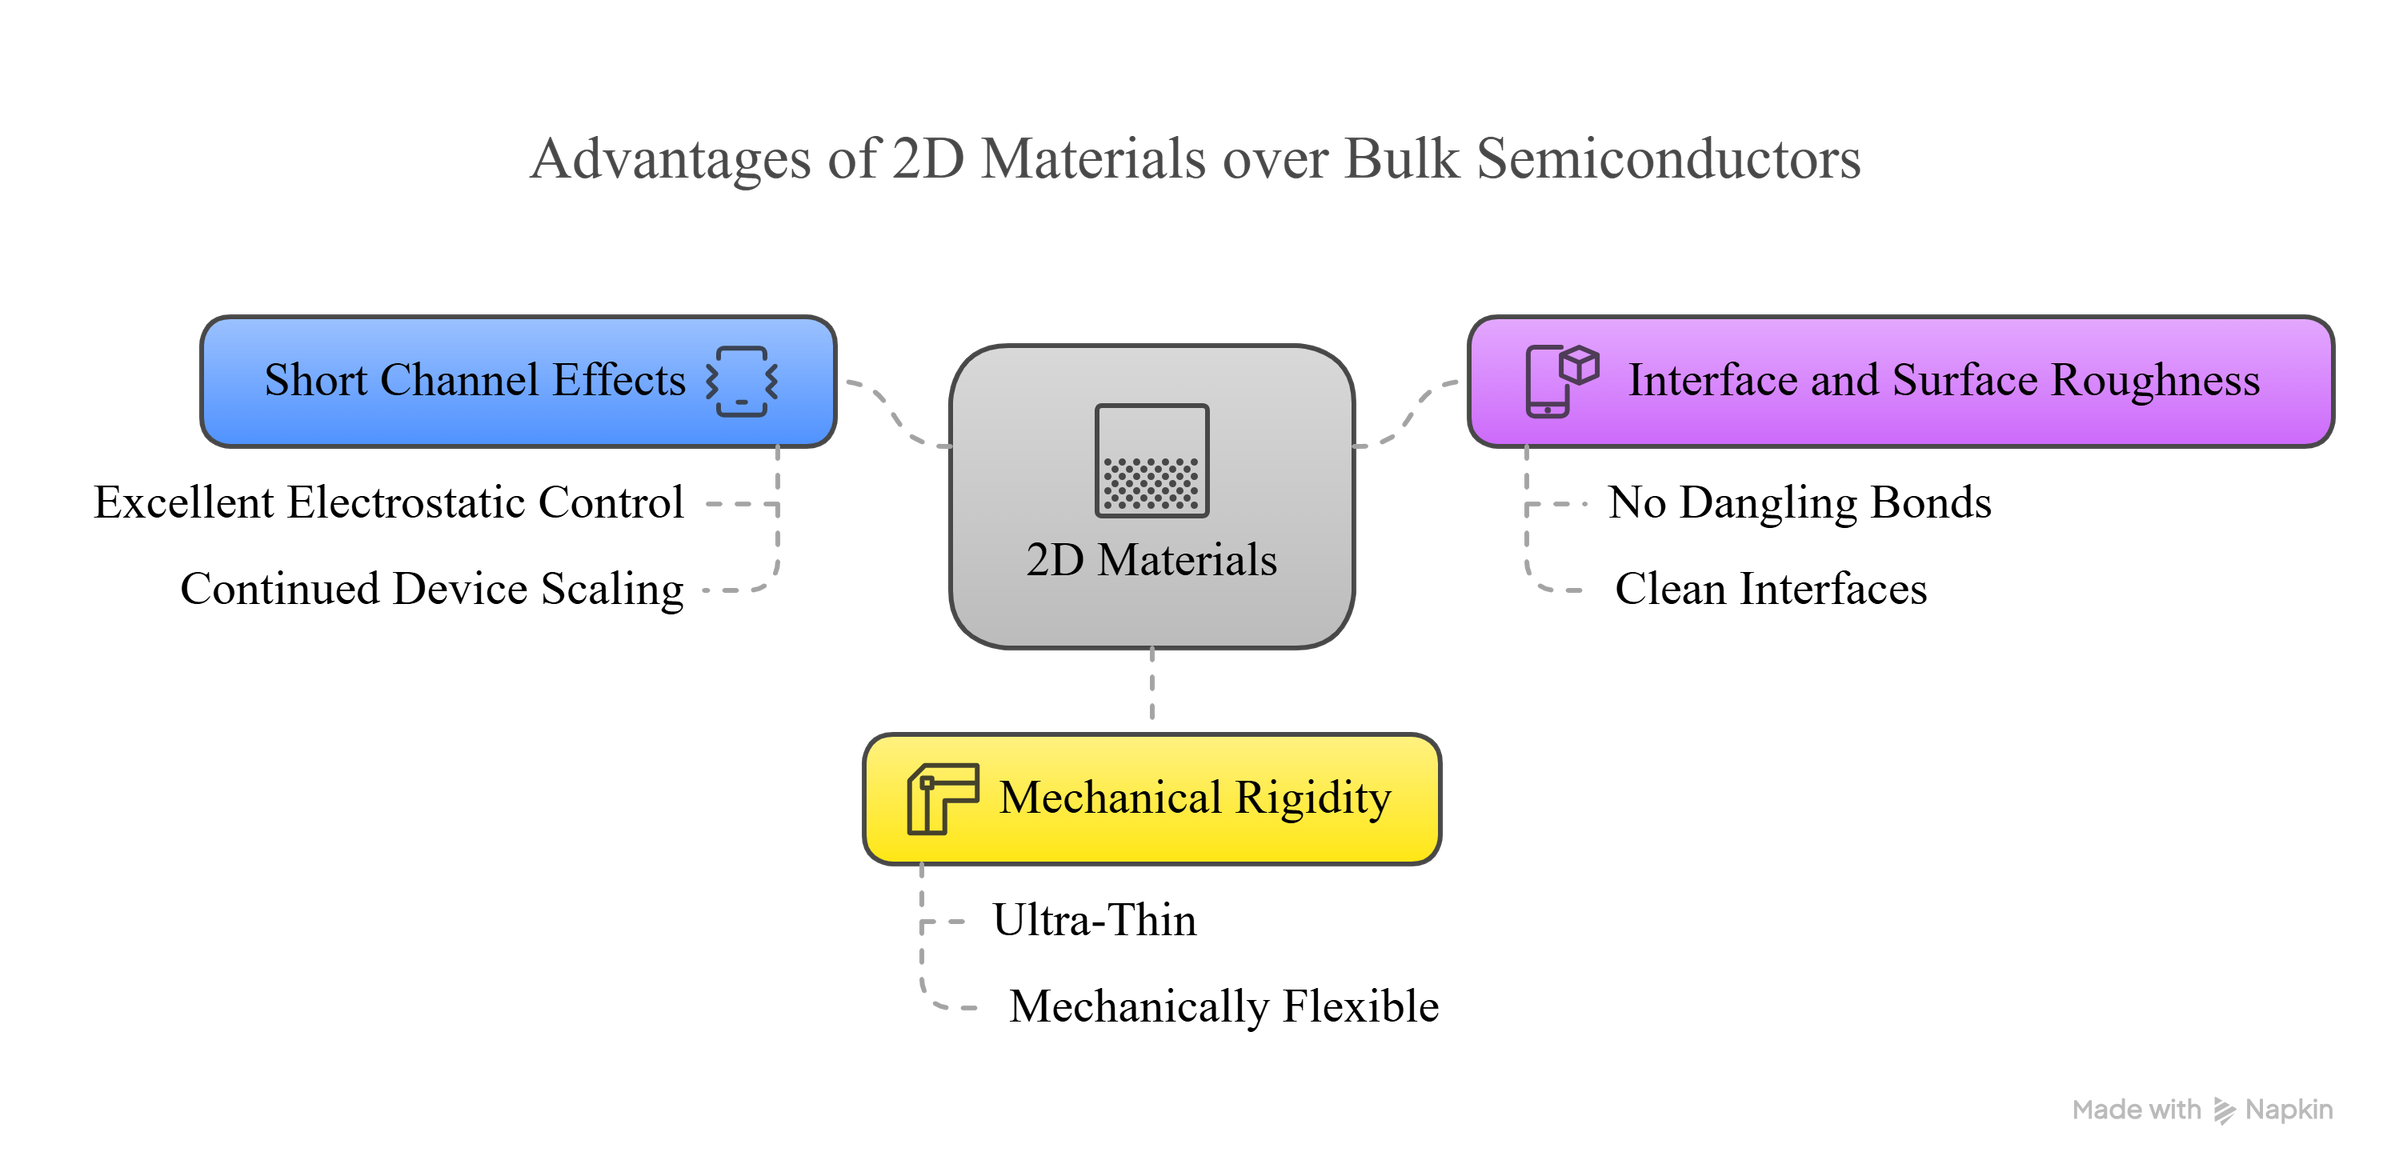 Advantages of 2D Materials over Bulk Semiconductors
Short Channel Effects
Excellent Electrostatic Control
Continued Device Scaling
2D Materials
Interface and Surface Roughness
No Dangling Bonds
Clean Interfaces
Mechanical Rigidity
Ultra-Thin
Mechanically Flexible
Made with Napkin